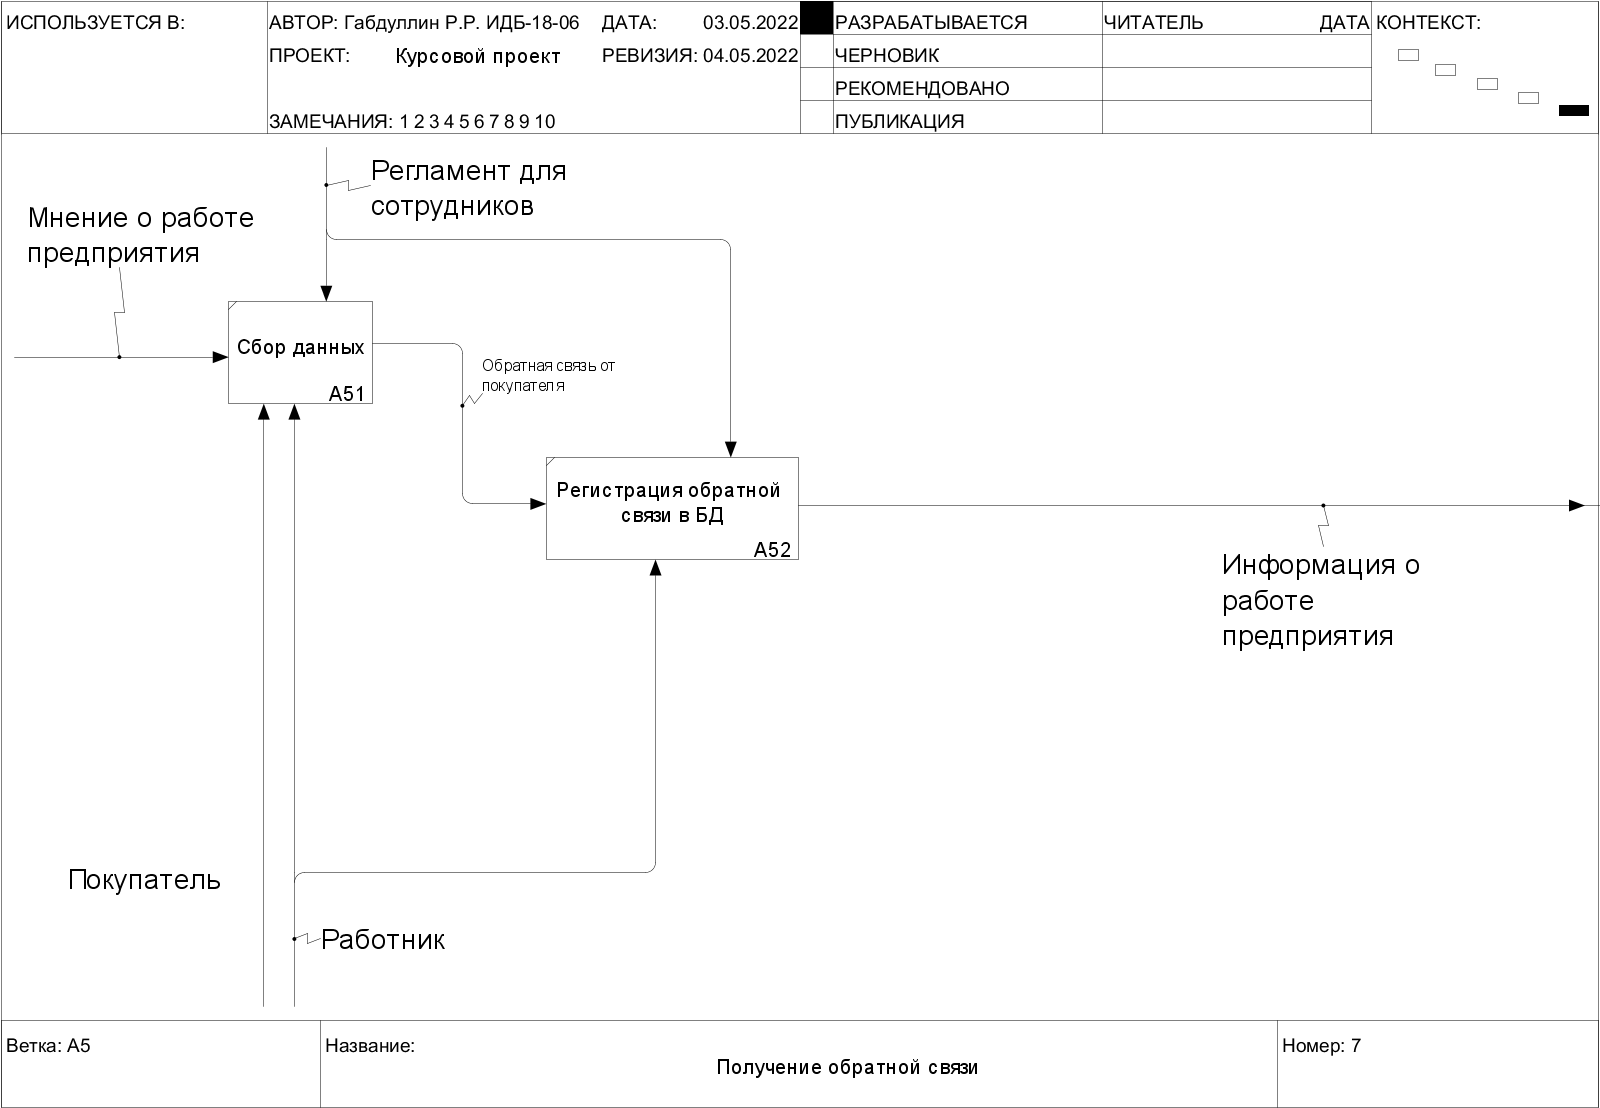 ИСПОЛЬЗУЕТСЯ В:
АВТОР: Габдуллин Р.Р. ИДБ-18-06
ДАТА: 03.05.2022
ПРОЕКТ: Курсовой проект
РЕВИЗИЯ: 04.05.2022
ЗАМЕЧАНИЯ: 1 2 3 4 5 6 7 8 9 10
РАЗРАБАТЫВАЕТСЯ
ЧЕРНОВИК
РЕКОМЕНДОВАНО
ПУБЛИКАЦИЯ
ЧИТАТЕЛЬ
ДАТА
КОНТЕКСТ:
Регламент для
сотрудников
Мнение о работе
предприятия
Сбор данных
А51
Обратная связь от
покупателя
Регистрация обратной
связи в БД
А52
Информация о
работе
предприятия
Покупатель
Работник
Ветка: А5
Название:
Получение обратной связи
Номер: 7